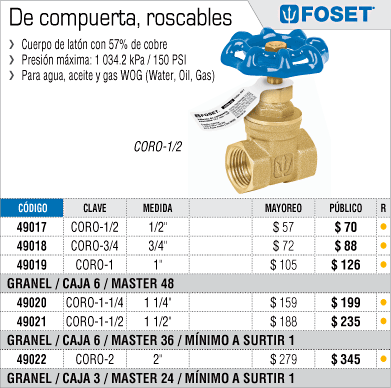 De compuerta, roscables
FOSET®
Cuerpo de latón con 57% de cobre
Presión máxima: 1 034.2 kPa / 150 PSI
Para agua, aceite y gas WOG (Water, Oil, Gas)
FOSET
CORO-1/2
CÓDIGO CLAVE MEDIDA MAYOREO PÚBLICO R
49017 CORO-1/2 1/2" $ 57 $ 70
49018 CORO-3/4 3/4" $ 72 $ 88
49019 CORO-1 1" $ 105 $ 126
GRANEL / CAJA 6 / MASTER 48
49020 CORO-1-1/4 1 1/4" $ 159 $ 199
49021 CORO-1-1/2 1 1/2" $ 188 $ 235
GRANEL / CAJA 6 / MASTER 36 / MÍNIMO A SURTIR 1
49022 CORO-2 2" $ 279 $ 345
GRANEL / CAJA 3 / MASTER 24 / MÍNIMO A SURTIR 1